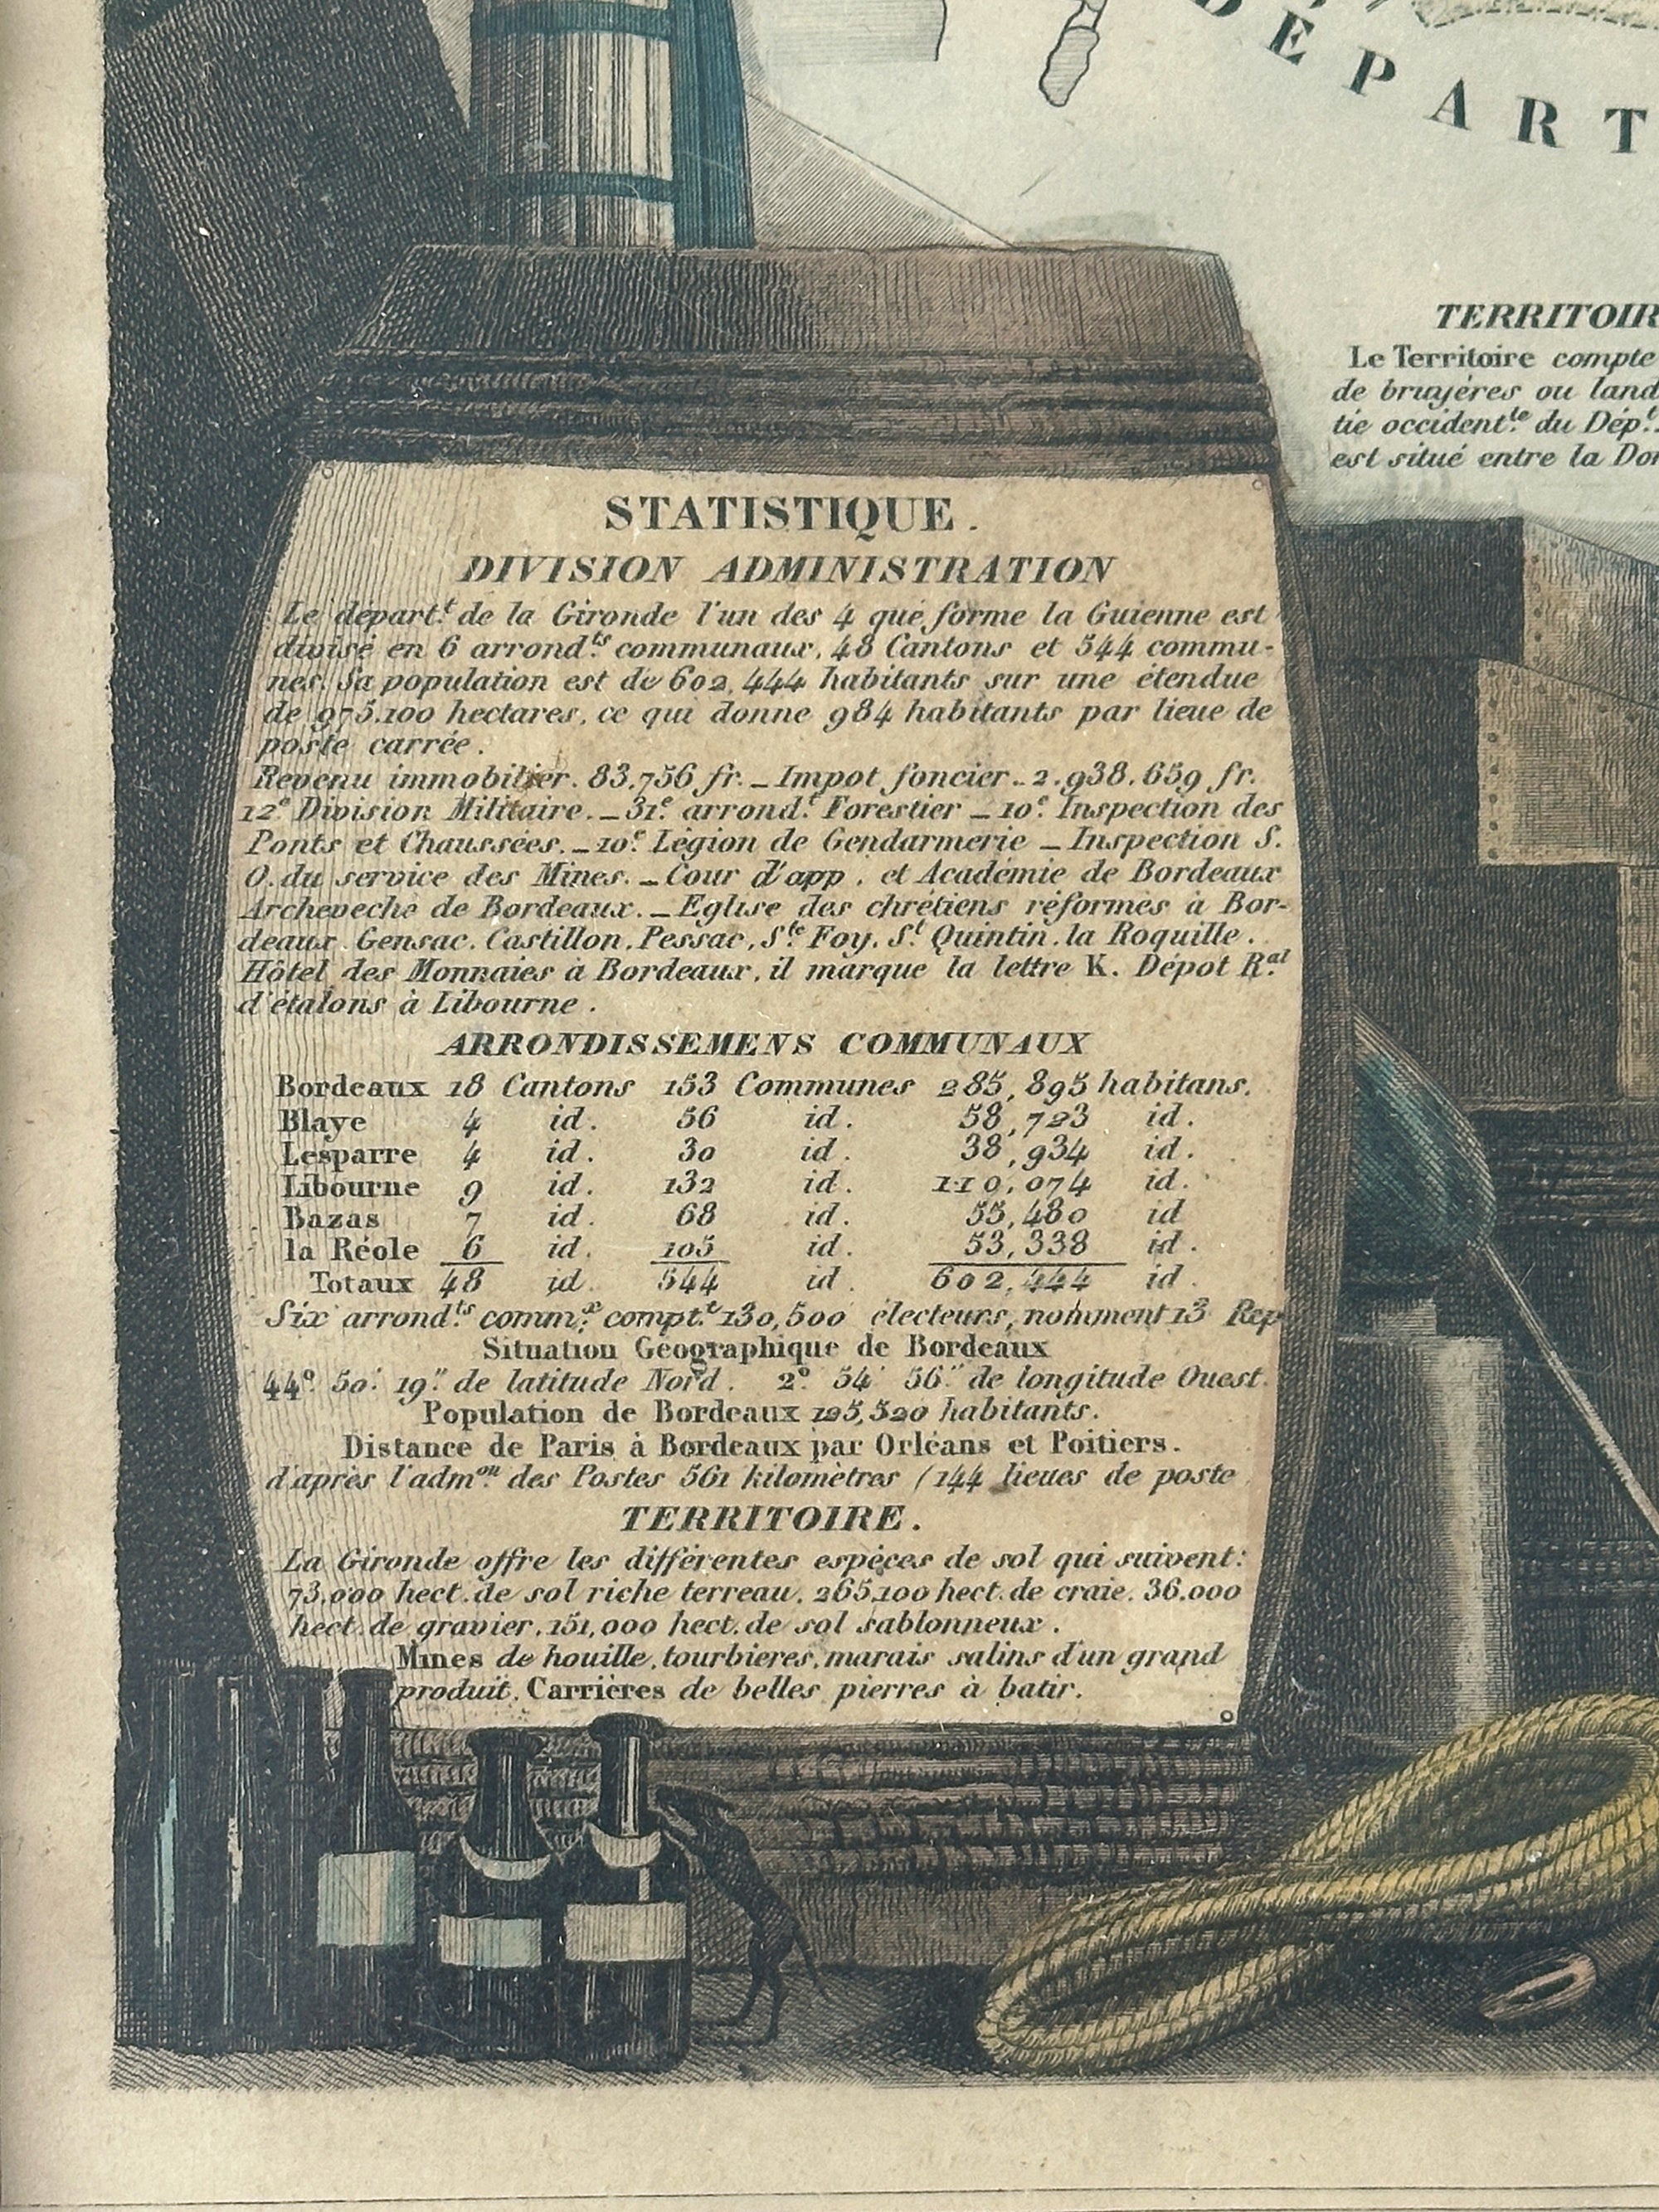 DÉPART
TERRITOIR
Le Territoire compte
de bruyéres ou land
tie occident.le du Dép.t
est situé entre la Dor
STATISTIQUE.
DIVISION ADMINISTRATION
Le départ.t de la Gironde l'un des 4 que forme la Guienne est
divisé en 6 arrond.ts communaux, 48 Cantons et 544 commu-
nes. Sa population est de 602,444 habitants sur une étendue
de 975.100 hectares, ce qui donne 984 habitants par lieue de
poste carrée.
Revenu immobilier. 83,756 fr. _ Impot foncier.. 2.938.659 fr.
12e Division Militaire. _ 31e. arrond.t Forestier _ 10e. Inspection des
Ponts et Chaussées. _ 10e. Légion de Gendarmerie _ Inspection S.
O. du service des Mines. _ Cour d'app. et Académie de Bordeaux
Archeveché de Bordeaux. _ Eglise des chrétiens réformés à Bor-
deaux. Gensac. Castillon. Pessac, S.te Foy. S.t Quintin. la Roquille.
Hôtel des Monnaies à Bordeaux, il marque la lettre K. Dépot R.al
d'étalons à Libourne.
ARRONDISSEMENS COMMUNAUX
Bordeaux 18 Cantons 153 Communes 285,895 habitans.
Blaye 4 id. 56 id. 58,723 id.
Lesparre 4 id. 30 id. 38,934 id.
Libourne 9 id. 132 id. 110,074 id.
Bazas 7 id. 68 id. 55,480 id
la Réole 6 id. 105 id. 53,338 id.
Totaux 48 id. 544 id. 602,444 id.
Six arrond.ts comm.x compt.t 130,500 électeurs, nomment 13 Rep
Situation Géographique de Bordeaux
44°. 50' 19" de latitude Nord. 2°. 54' 56" de longitude Ouest.
Population de Bordeaux 125,520 habitants.
Distance de Paris à Bordeaux par Orléans et Poitiers.
d'après l'adm.on des Postes 561 kilomètres (144 lieues de poste
TERRITOIRE.
La Gironde offre les différentes espèces de sol qui suivent:
73,000 hect. de sol riche terreau, 265,100 hect. de craie. 36.000
hect. de gravier, 151,000 hect. de sol sablonneux.
Mines de houille, tourbieres, marais salins d'un grand
produit. Carrières de belles pierres à batir.